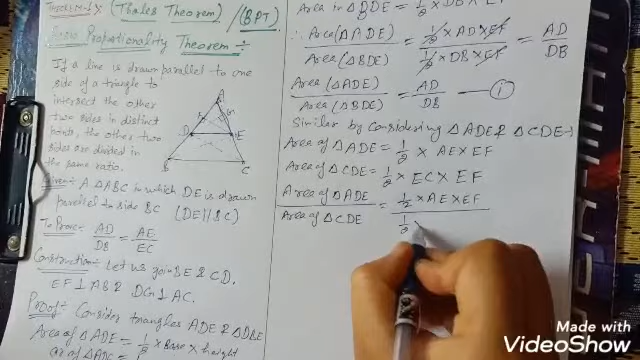 Theorem-1
(Thales Theorem) / (BPT)
Basic Proportionality Theorem ÷
If a line is drawn parallel to one
side of a triangle to
intersect the other
two sides in distinct
points, the other two
sides are divided in
the same ratio.
A
D
E
B
C
Given: A ΔABC in which DE is drawn
parallel to side BC (DE||BC)
To Prove: AD/DB = AE/EC
Construction: Let us join BE & CD.
EF⊥AB & DG⊥AC.
Proof: Consider triangles ADE & DBE
Area of ΔADE = 1/2 × Base × height
Area in ΔBDE = 1/2 × DB × EF
∴ Area(ΔADE)/Area(ΔBDE) = 1/2 × AD × EF / 1/2 × DB × EF = AD/DB
Area(ΔADE)/Area(ΔBDE) = AD/DB —— (i)
Similar by Considering ΔADE & ΔCDE
Area of ΔADE = 1/2 × AE × EF
Area of ΔCDE = 1/2 × EC × EF
Area of ΔADE/Area of ΔCDE = 1/2 × AE × EF / 1/2 ×
Made with
VideoShow